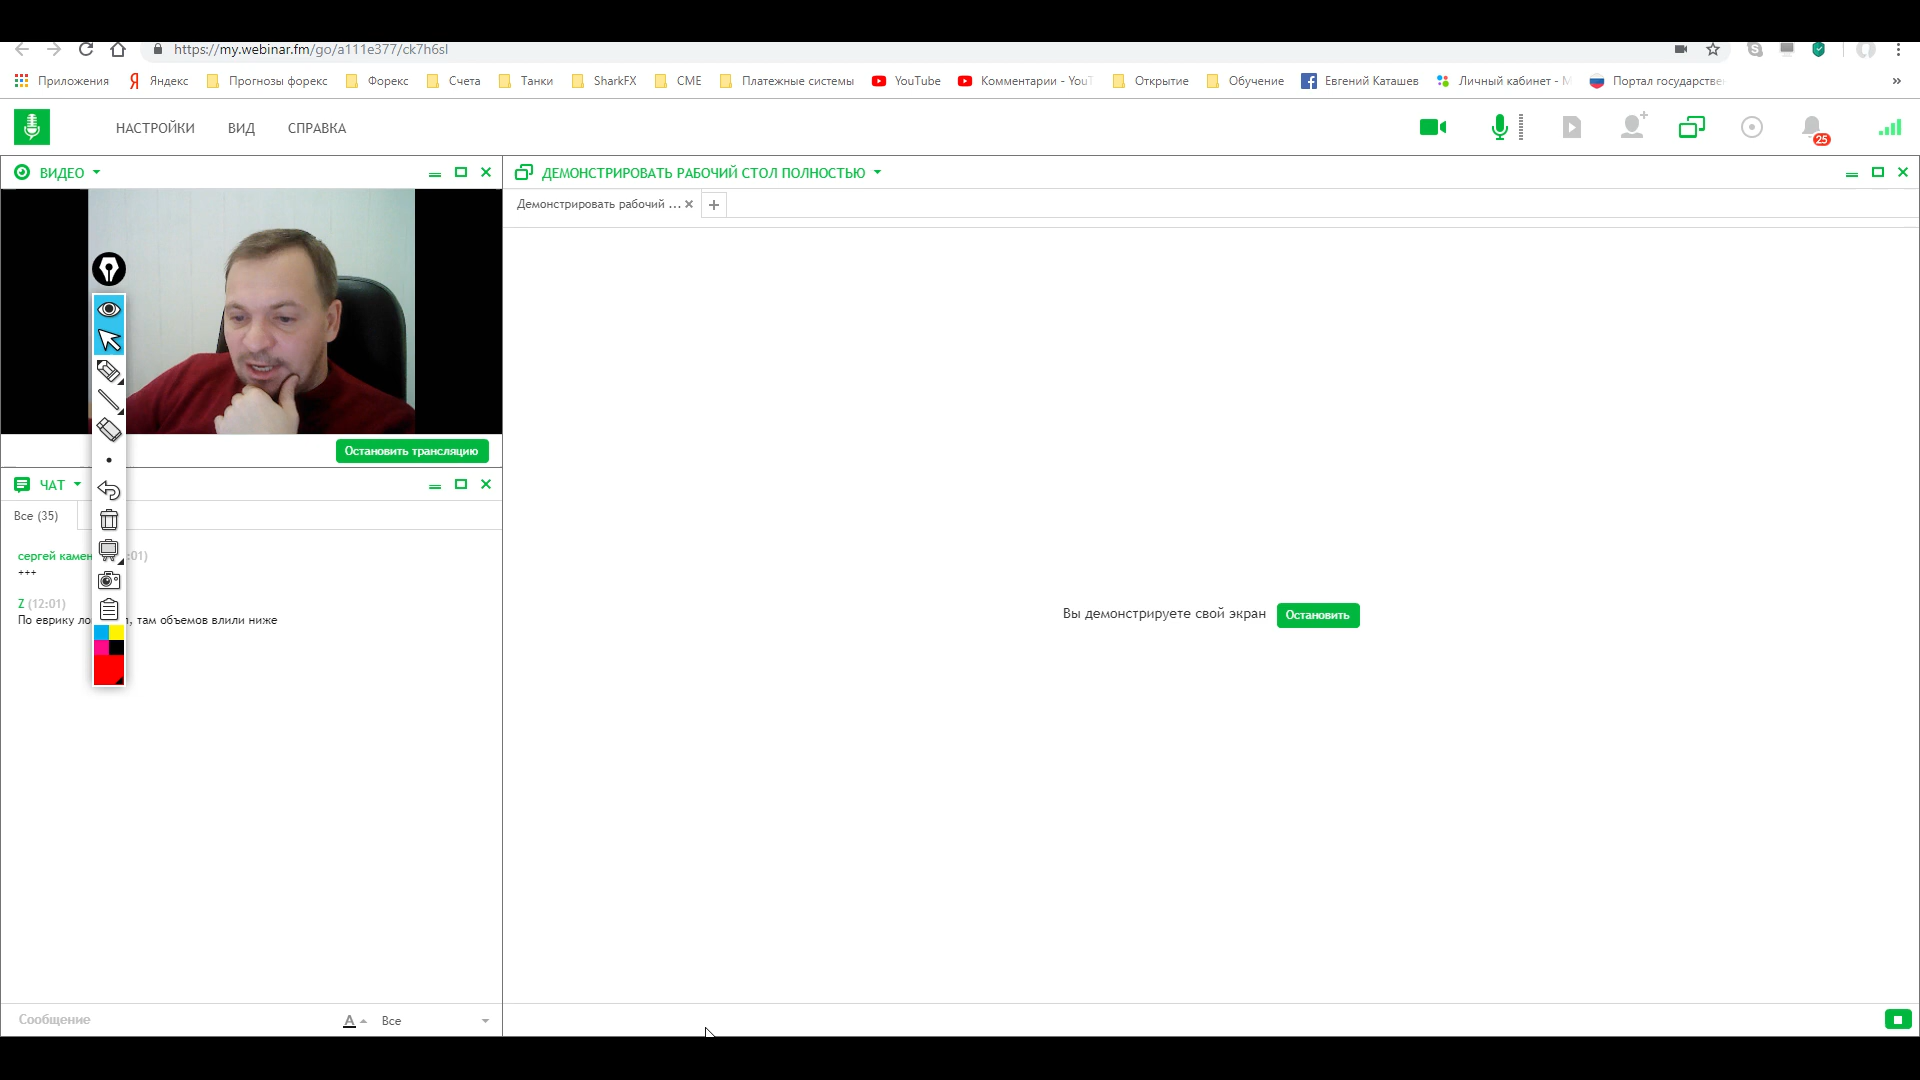 https://my.webinar.fm/go/a111e377/ck7h6sl
Приложения Яндекс Прогнозы форекс Форекс Счета Танки SharkFX CME Платежные системы YouTube Комментарии - YouT Открытие Обучение Евгений Каташев Личный кабинет - М Портал государстве »
НАСТРОЙКИ ВИД СПРАВКА
25
ВИДЕО
ДЕМОНСТРИРОВАТЬ РАБОЧИЙ СТОЛ ПОЛНОСТЬЮ
Демонстрировать рабочий ...
Остановить трансляцию
ЧАТ
Все (35)
сергей камен :01)
+++
Z (12:01)
По еврику там объемов влили ниже
Вы демонстрируете свой экран Остановить
Сообщение A Все